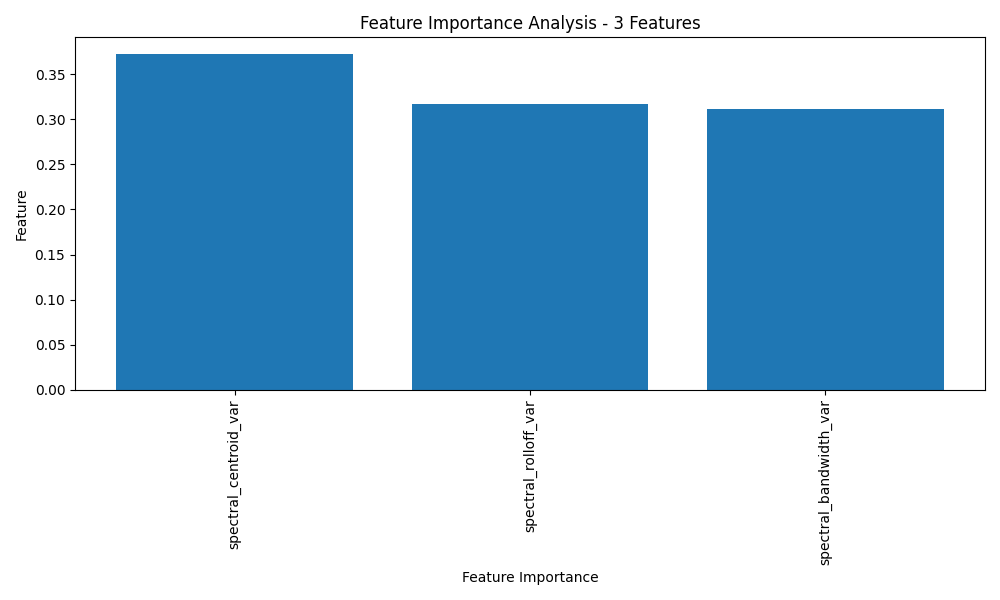 Feature Importance Analysis - 3 Features
Feature
0.35
0.30
0.25
0.20
0.15
0.10
0.05
0.00
spectral_centroid_var
spectral_rolloff_var
spectral_bandwidth_var
Feature Importance